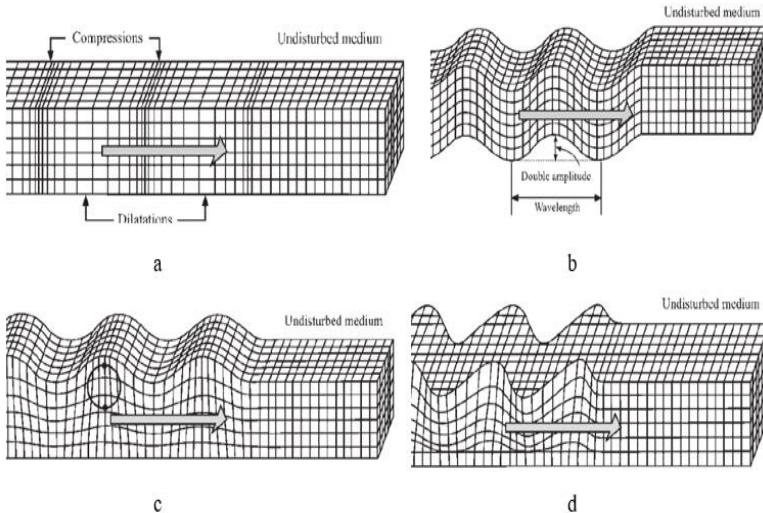 Compressions
Undisturbed medium
Dilatations
a
Undisturbed medium
Double amplitude
Wavelength
b
Undisturbed medium
c
Undisturbed medium
d